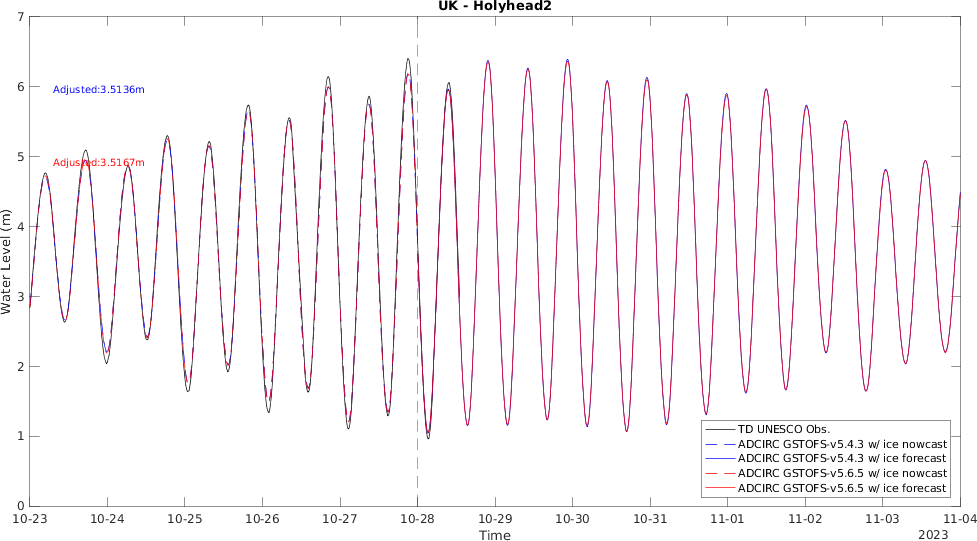 UK - Holyhead2
7
6
5
4
3
2
1
0
Water Level (m)
Adjusted:3.5136m
Adjusted:3.5167m
TD UNESCO Obs.
ADCIRC GSTOFS-v5.4.3 w/ ice nowcast
ADCIRC GSTOFS-v5.4.3 w/ ice forecast
ADCIRC GSTOFS-v5.6.5 w/ ice nowcast
ADCIRC GSTOFS-v5.6.5 w/ ice forecast
10-23 10-24 10-25 10-26 10-27 10-28 10-29 10-30 10-31 11-01 11-02 11-03 11-04
Time
2023